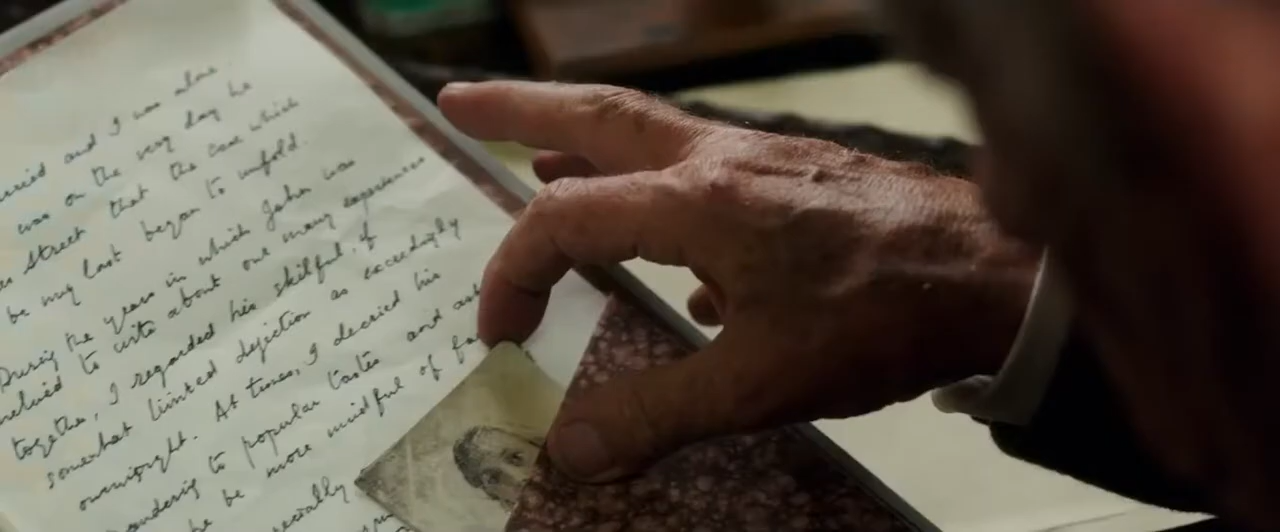 and I was alone.
was on the very day he
Street that the case which
be my last began to unfold.
During the years in which John was
to write about our many experiences
together, I regarded his skilful, if
somewhat limited depiction as exceedingly
overwrought. At times, I decried his
pandering to popular tastes and
he be more mindful of